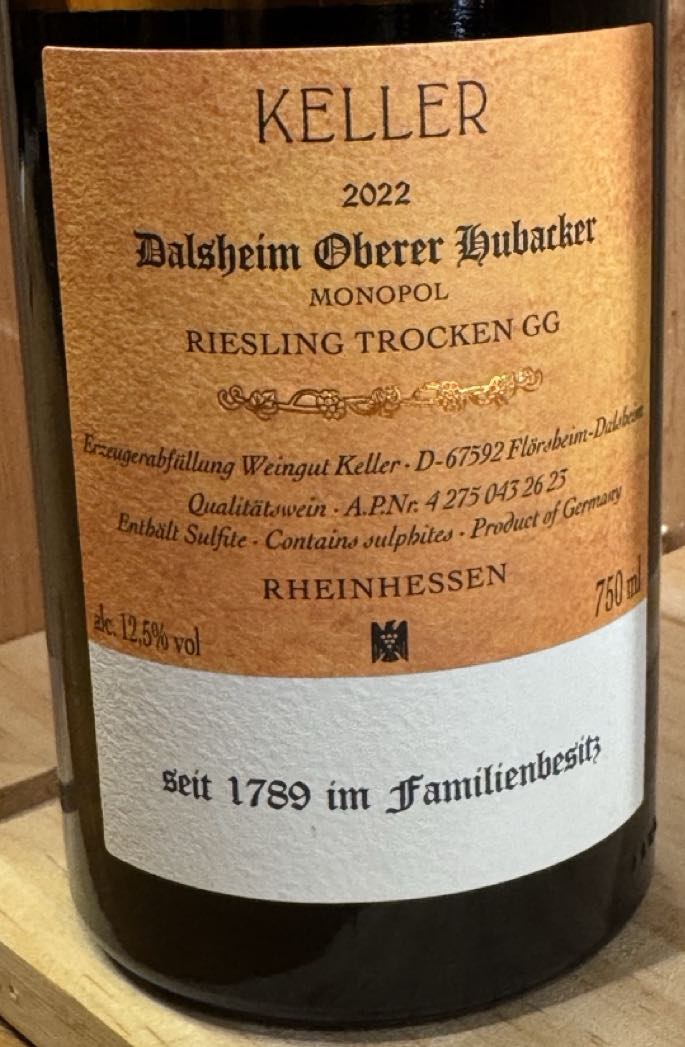 KELLER
2022
Dalsheim Oberer Hubacker
MONOPOL
RIESLING TROCKEN GG
Erzeugerabfüllung Weingut Keller · D-67592 Flörsheim-Dalsheim
Qualitätswein · A.P.Nr. 4 275 043 26 23
Enthält Sulfite · Contains sulphites · Product of Germany
RHEINHESSEN
alc. 12,5% vol
750 ml
seit 1789 im Familienbesitz